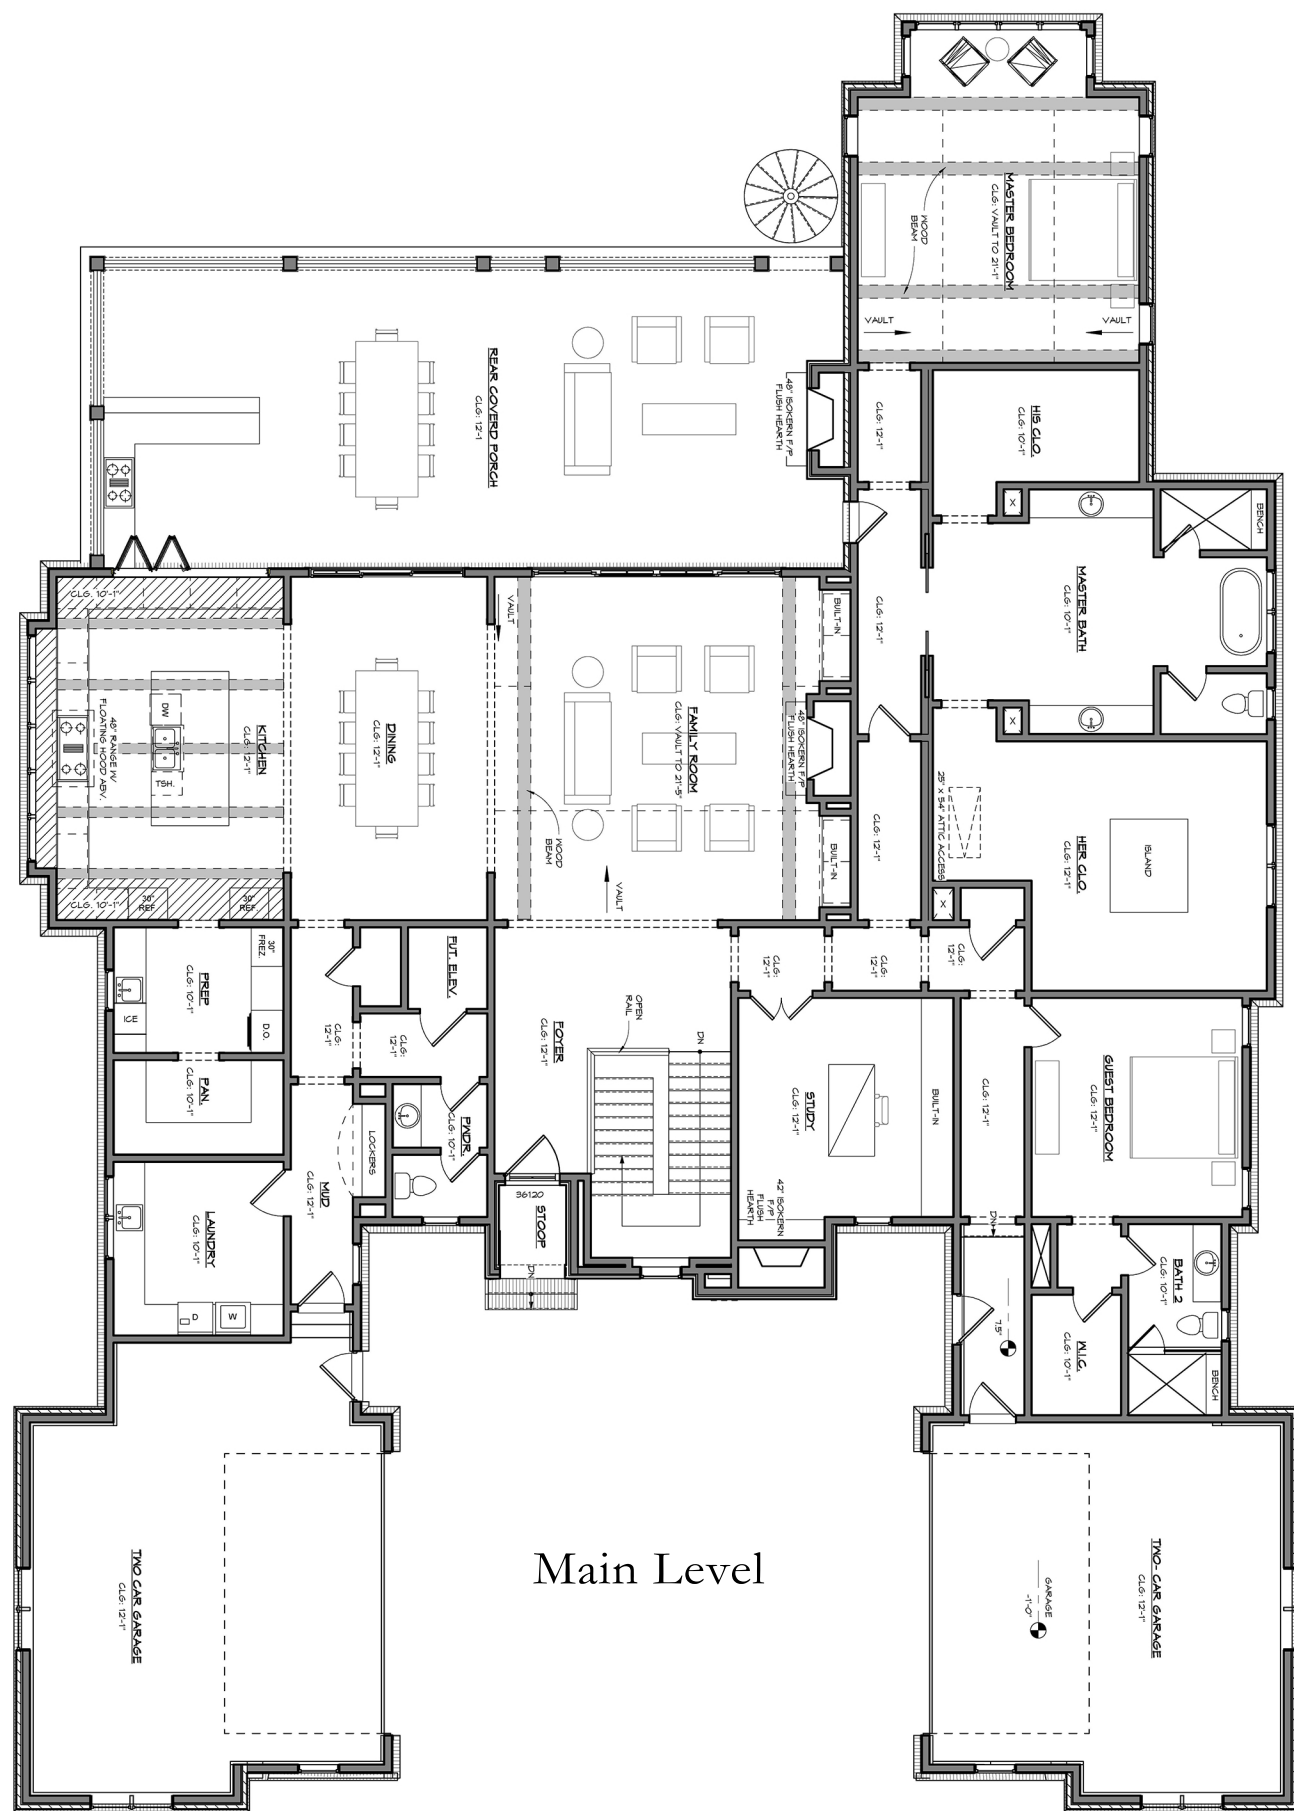 MASTER BEDROOM
CLG: VAULT TO 21'-1"
WOOD
BEAM
VAULT
VAULT
REAR COVERD PORCH
CLG: 12'-1
48" ISOKERN F/P
FLUSH HEARTH
CLG: 12'-1"
HIS CLO.
CLG: 10'-1"
X
BENCH
MASTER BATH
CLG: 10'-1"
CLG: 12'-1"
X
CLG. 10'-1"
48" RANGE W/
FLOATING HOOD ABV.
DW
TSH.
KITCHEN
CLG: 12'-1"
CLG. 10'-1"
30"
REF.
30"
REF.
DINING
CLG: 12'-1"
VAULT
FAMILY ROOM
CLG: VAULT TO 21'-5"
WOOD
BEAM
VAULT
BUILT-IN
48" ISOKERN F/P
FLUSH HEARTH
BUILT-IN
CLG: 12'-1"
25" X 54" ATTIC ACCESS
HER CLO.
CLG: 12'-1"
ISLAND
X
PREP
CLG: 10'-1"
30"
FREZ.
ICE
D.O.
PAN.
CLG: 10'-1"
CLG:
12'-1"
CLG:
12'-1"
FUT. ELEV.
FOYER
CLG: 12'-1"
OPEN
RAIL
DN
CLG:
12'-1"
CLG:
12'-1"
CLG:
12'-1"
STUDY
CLG: 12'-1"
BUILT-IN
42" ISOKERN
F/P
FLUSH
HEARTH
CLG: 12'-1"
GUEST BEDROOM
CLG: 12'-1"
PWDR.
CLG: 10'-1"
LOCKERS
MUD
CLG: 12'-1"
LAUNDRY
CLG: 10'-1"
D
W
36120
STOOP
DN
DN
7.5"
BATH 2
CLG: 10'-1"
W.I.C.
CLG: 10'-1"
BENCH
TWO CAR GARAGE
CLG: 12'-1"
Main Level
GARAGE
-1'-0"
TWO- CAR GARAGE
CLG: 12'-1"